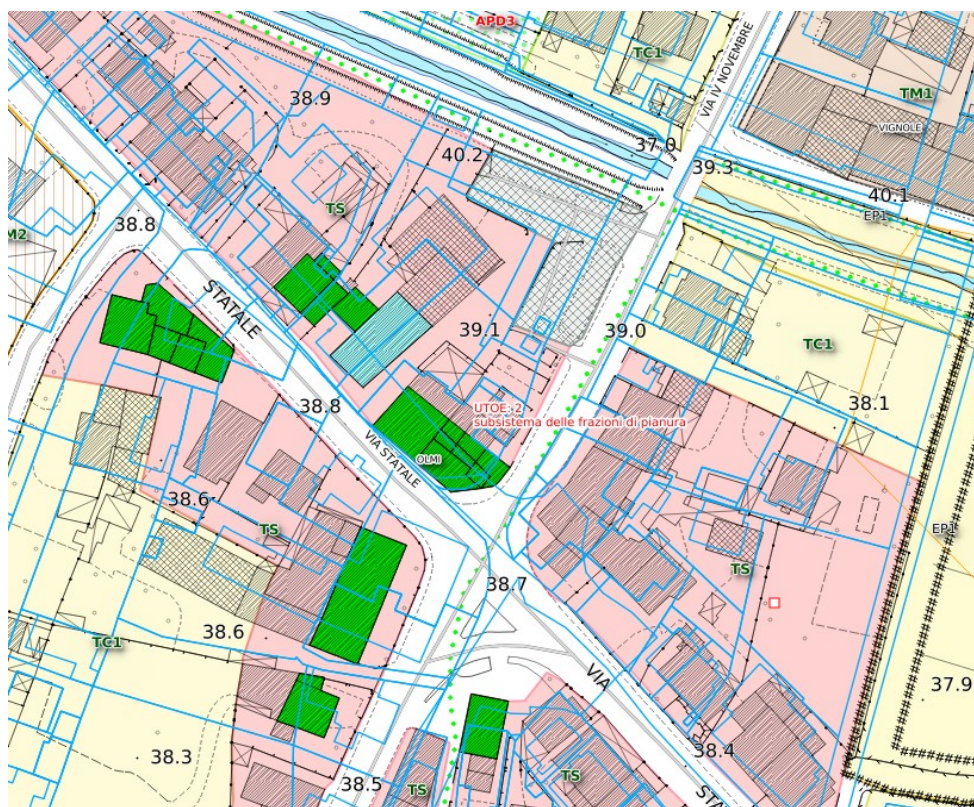 APD3
TC1
VIA IV NOVEMBRE
TM1
38.9
VIGNOLE
37.0
40.2
39.3
40.1
EP1
TS
38.8
M2
STATALE
39.1
39.0
TC1
38.8
UTOE: 2
subsistema delle frazioni di pianura
38.1
VIA STATALE
OLMI
38.6
TS
EP1
TS
38.7
38.6
TC1
VIA
37.9
38.3
38.4
38.5
TS
TS
STATA